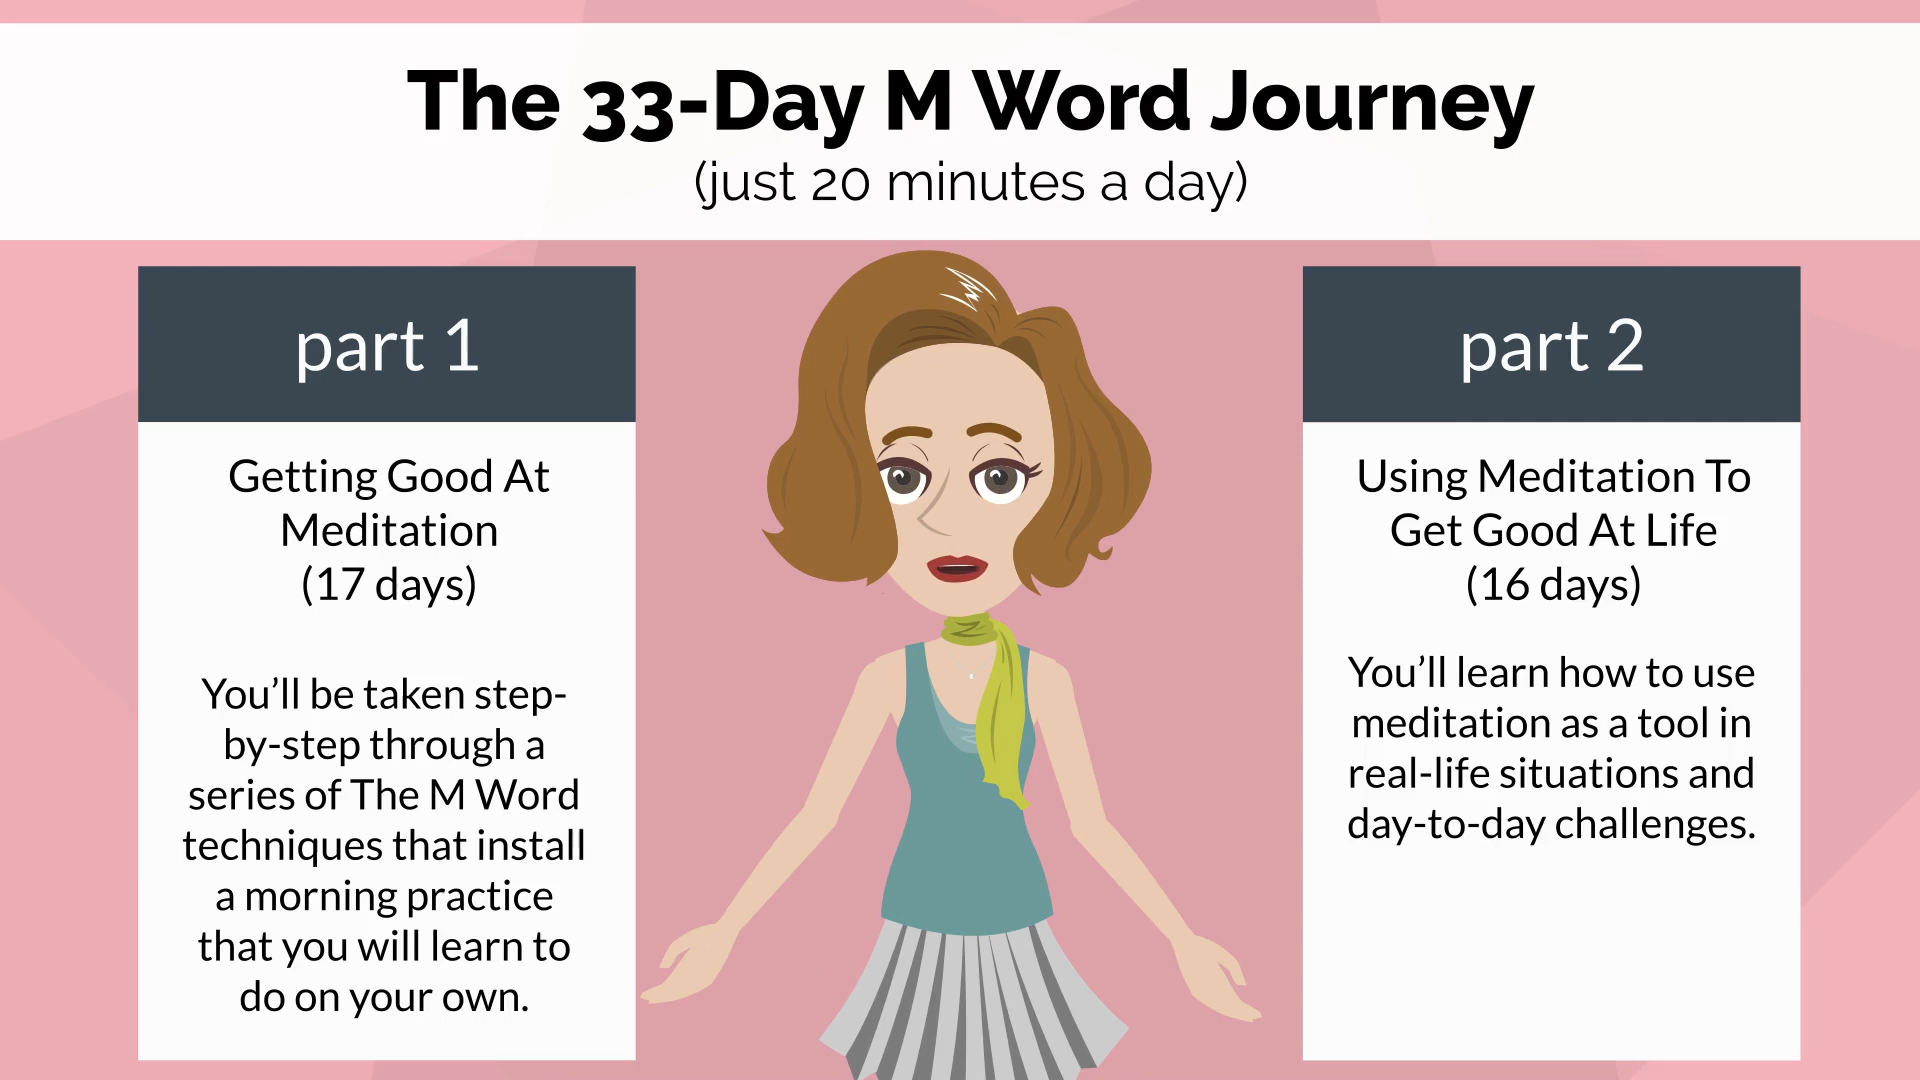 The 33-Day M Word Journey
(just 20 minutes a day)
part 1
Getting Good At
Meditation
(17 days)
You’ll be taken step-
by-step through a
series of The M Word
techniques that install
a morning practice
that you will learn to
do on your own.
part 2
Using Meditation To
Get Good At Life
(16 days)
You’ll learn how to use
meditation as a tool in
real-life situations and
day-to-day challenges.